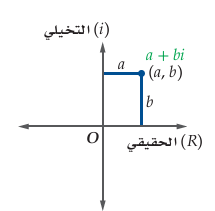 التخيلي (i)
a + bi
a
(a, b)
b
O
الحقيقي (R)